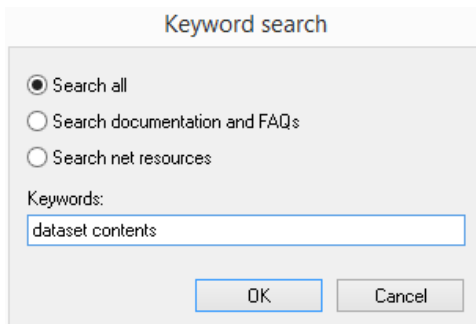 Keyword search
Search all
Search documentation and FAQs
Search net resources
Keywords:
dataset contents
OK Cancel